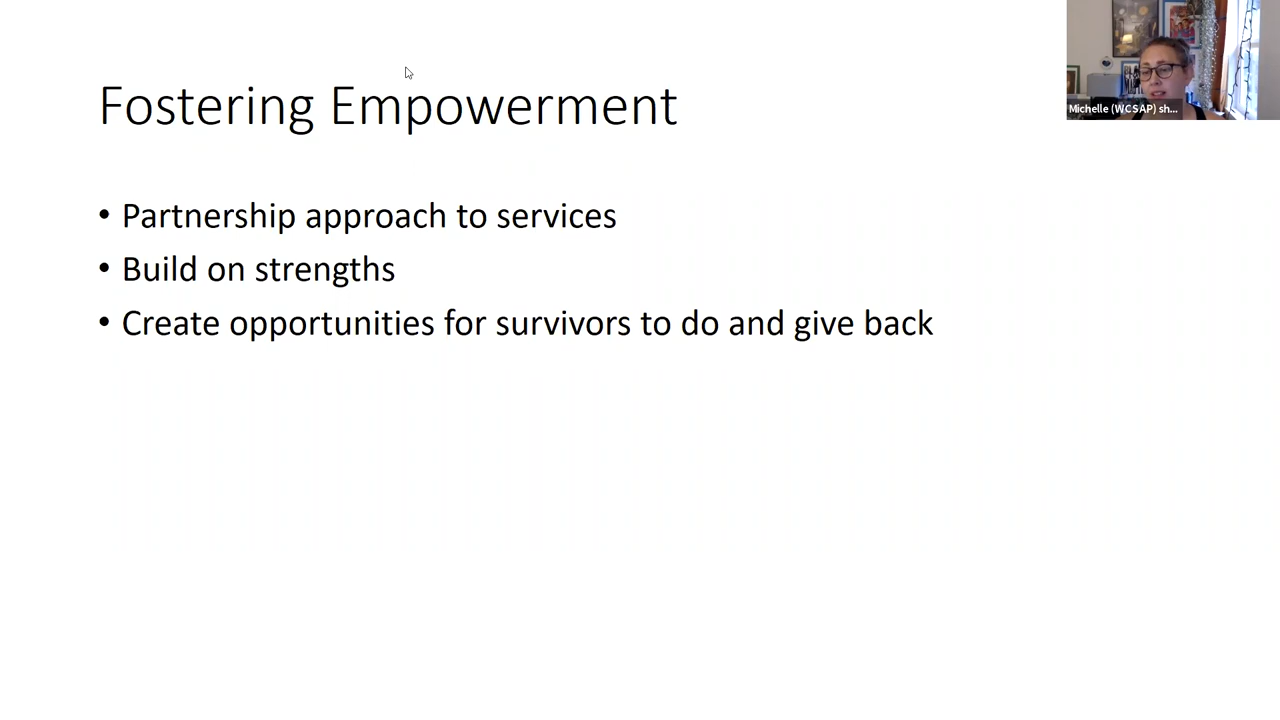 Fostering Empowerment
• Partnership approach to services
• Build on strengths
• Create opportunities for survivors to do and give back
Michelle (WCSAP) sh...